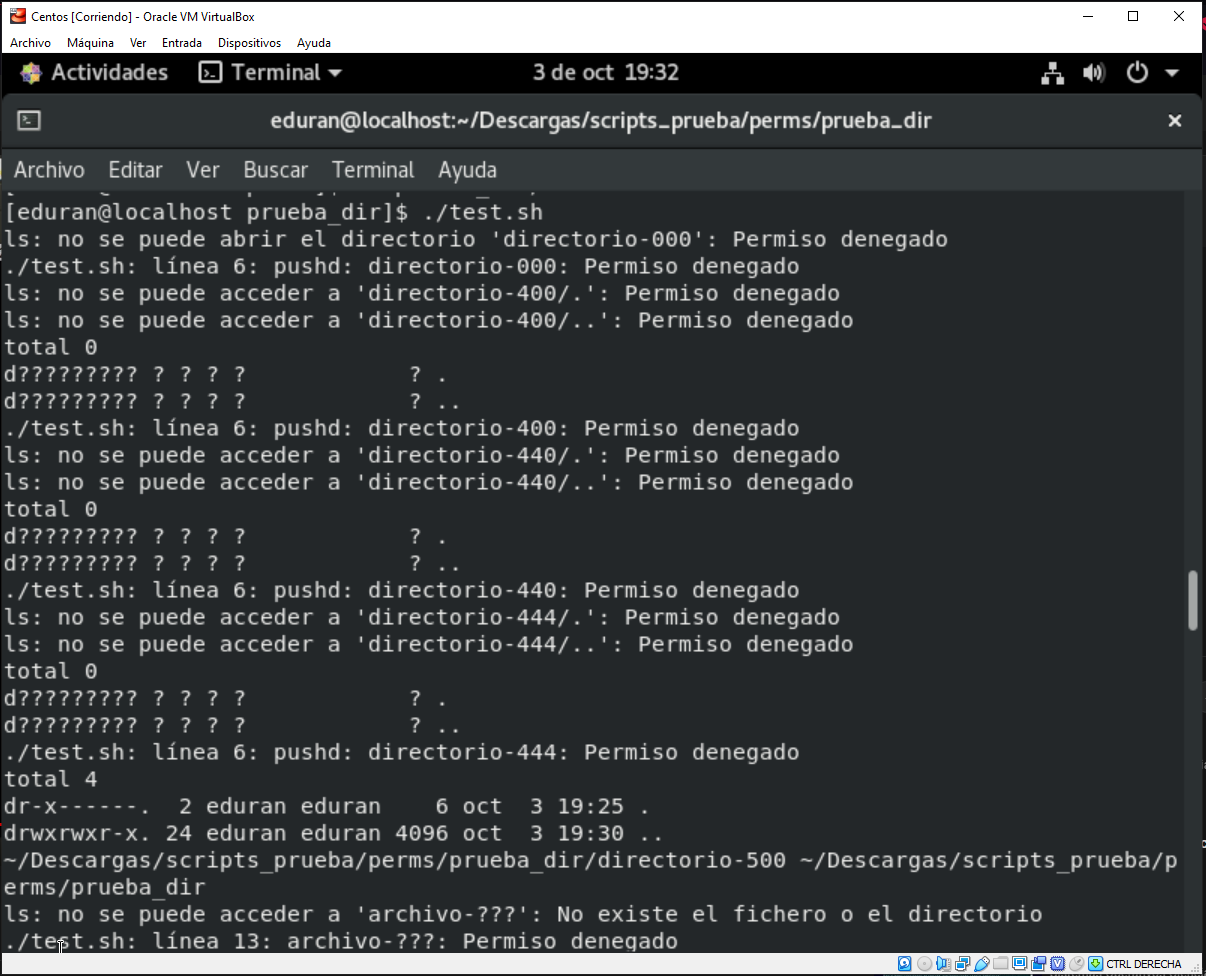 Centos [Corriendo] - Oracle VM VirtualBox
Archivo Máquina Ver Entrada Dispositivos Ayuda
Actividades Terminal 3 de oct 19:32
eduran@localhost:~/Descargas/scripts_prueba/perms/prueba_dir
Archivo Editar Ver Buscar Terminal Ayuda
[eduran@localhost prueba_dir]$ ./test.sh
ls: no se puede abrir el directorio 'directorio-000': Permiso denegado
./test.sh: línea 6: pushd: directorio-000: Permiso denegado
ls: no se puede acceder a 'directorio-400/.': Permiso denegado
ls: no se puede acceder a 'directorio-400/..': Permiso denegado
total 0
d????????? ? ? ? ?            ? .
d????????? ? ? ? ?            ? ..
./test.sh: línea 6: pushd: directorio-400: Permiso denegado
ls: no se puede acceder a 'directorio-440/.': Permiso denegado
ls: no se puede acceder a 'directorio-440/..': Permiso denegado
total 0
d????????? ? ? ? ?            ? .
d????????? ? ? ? ?            ? ..
./test.sh: línea 6: pushd: directorio-440: Permiso denegado
ls: no se puede acceder a 'directorio-444/.': Permiso denegado
ls: no se puede acceder a 'directorio-444/..': Permiso denegado
total 0
d????????? ? ? ? ?            ? .
d????????? ? ? ? ?            ? ..
./test.sh: línea 6: pushd: directorio-444: Permiso denegado
total 4
dr-x------.  2 eduran eduran    6 oct  3 19:25 .
drwxrwxr-x. 24 eduran eduran 4096 oct  3 19:30 ..
~/Descargas/scripts_prueba/perms/prueba_dir/directorio-500 ~/Descargas/scripts_prueba/p
erms/prueba_dir
ls: no se puede acceder a 'archivo-???': No existe el fichero o el directorio
./test.sh: línea 13: archivo-???: Permiso denegado
CTRL DERECHA